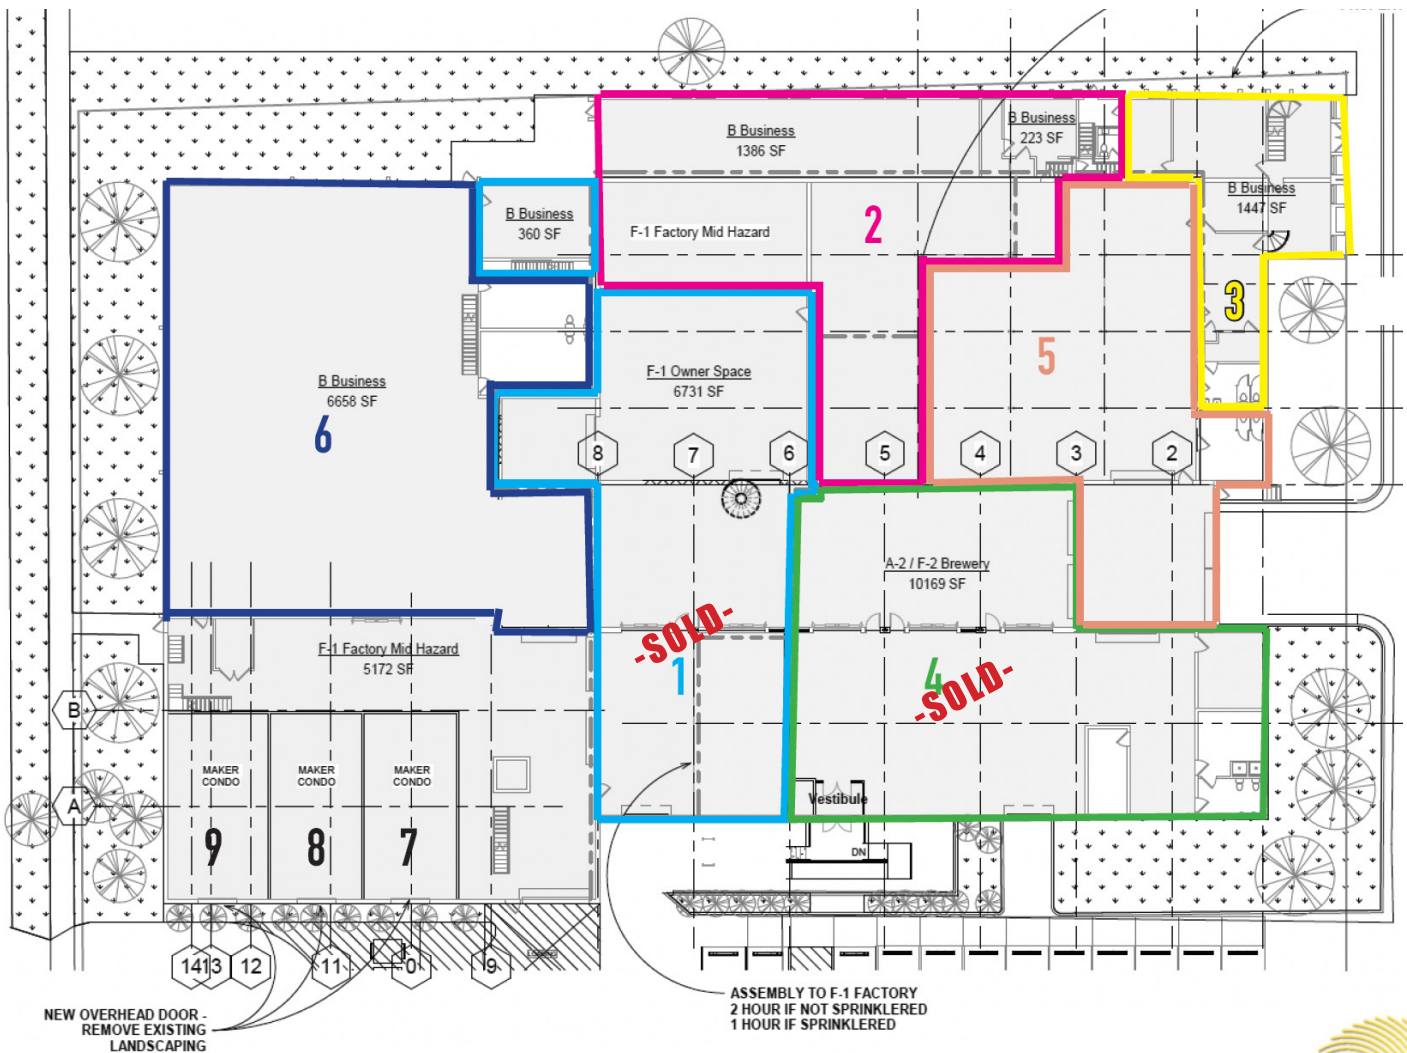 B Business
1386 SF
B Business
223 SF
B Business
360 SF
F-1 Factory Mid Hazard
2
B Business
1447 SF
3
5
F-1 Owner Space
6731 SF
B Business
6658 SF
6
8
7
6
5
4
3
2
A-2 / F-2 Brewery
10169 SF
-SOLD-
1
4
-SOLD-
F-1 Factory Mid Hazard
5172 SF
B
A
MAKER
CONDO
MAKER
CONDO
MAKER
CONDO
9
8
7
Vestibule
DN
14
13
12
11
0
9
NEW OVERHEAD DOOR -
REMOVE EXISTING
LANDSCAPING
ASSEMBLY TO F-1 FACTORY
2 HOUR IF NOT SPRINKLERED
1 HOUR IF SPRINKLERED